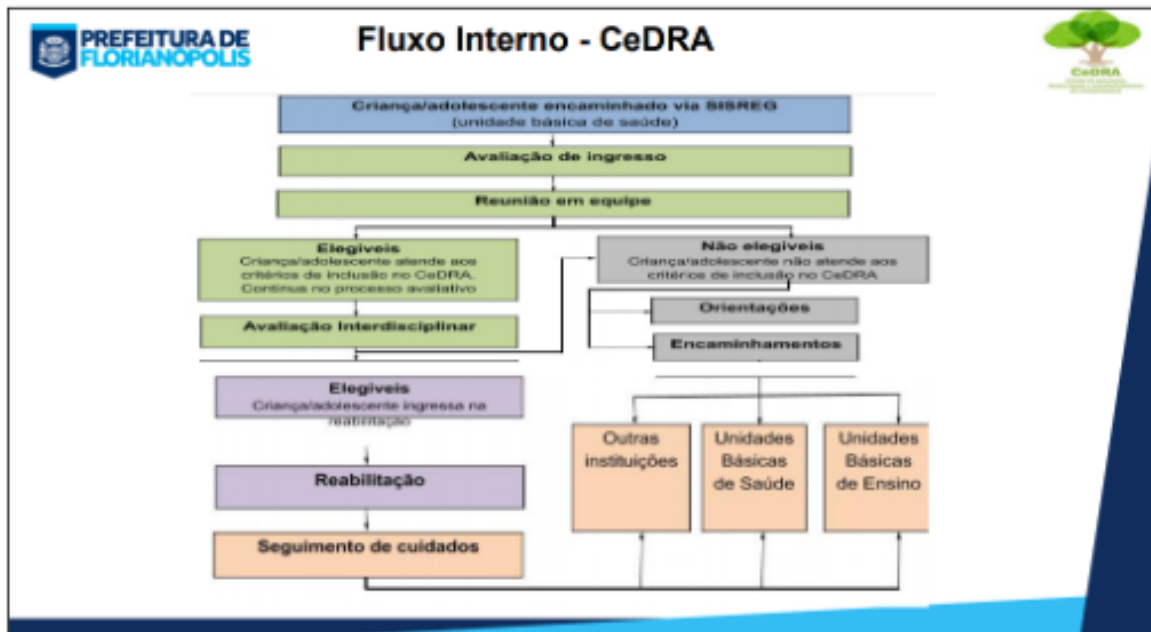 PREFEITURA DE
FLORIANÓPOLIS
Fluxo Interno - CeDRA
CeDRA
Criança/adolescente encaminhado via SISREG
(unidade básica de saúde)
Avaliação de ingresso
Reunião em equipe
Elegíveis
Criança/adolescente atende aos
critérios de inclusão no CeDRA.
Continua no processo avaliativo
Não elegíveis
Criança/adolescente não atende aos
critérios de inclusão no CeDRA
Orientações
Avaliação Interdisciplinar
Encaminhamentos
Elegíveis
Criança/adolescente ingressa na
reabilitação
Outras
instituições
Unidades
Básicas
de Saúde
Unidades
Básicas
de Ensino
Reabilitação
Seguimento de cuidados